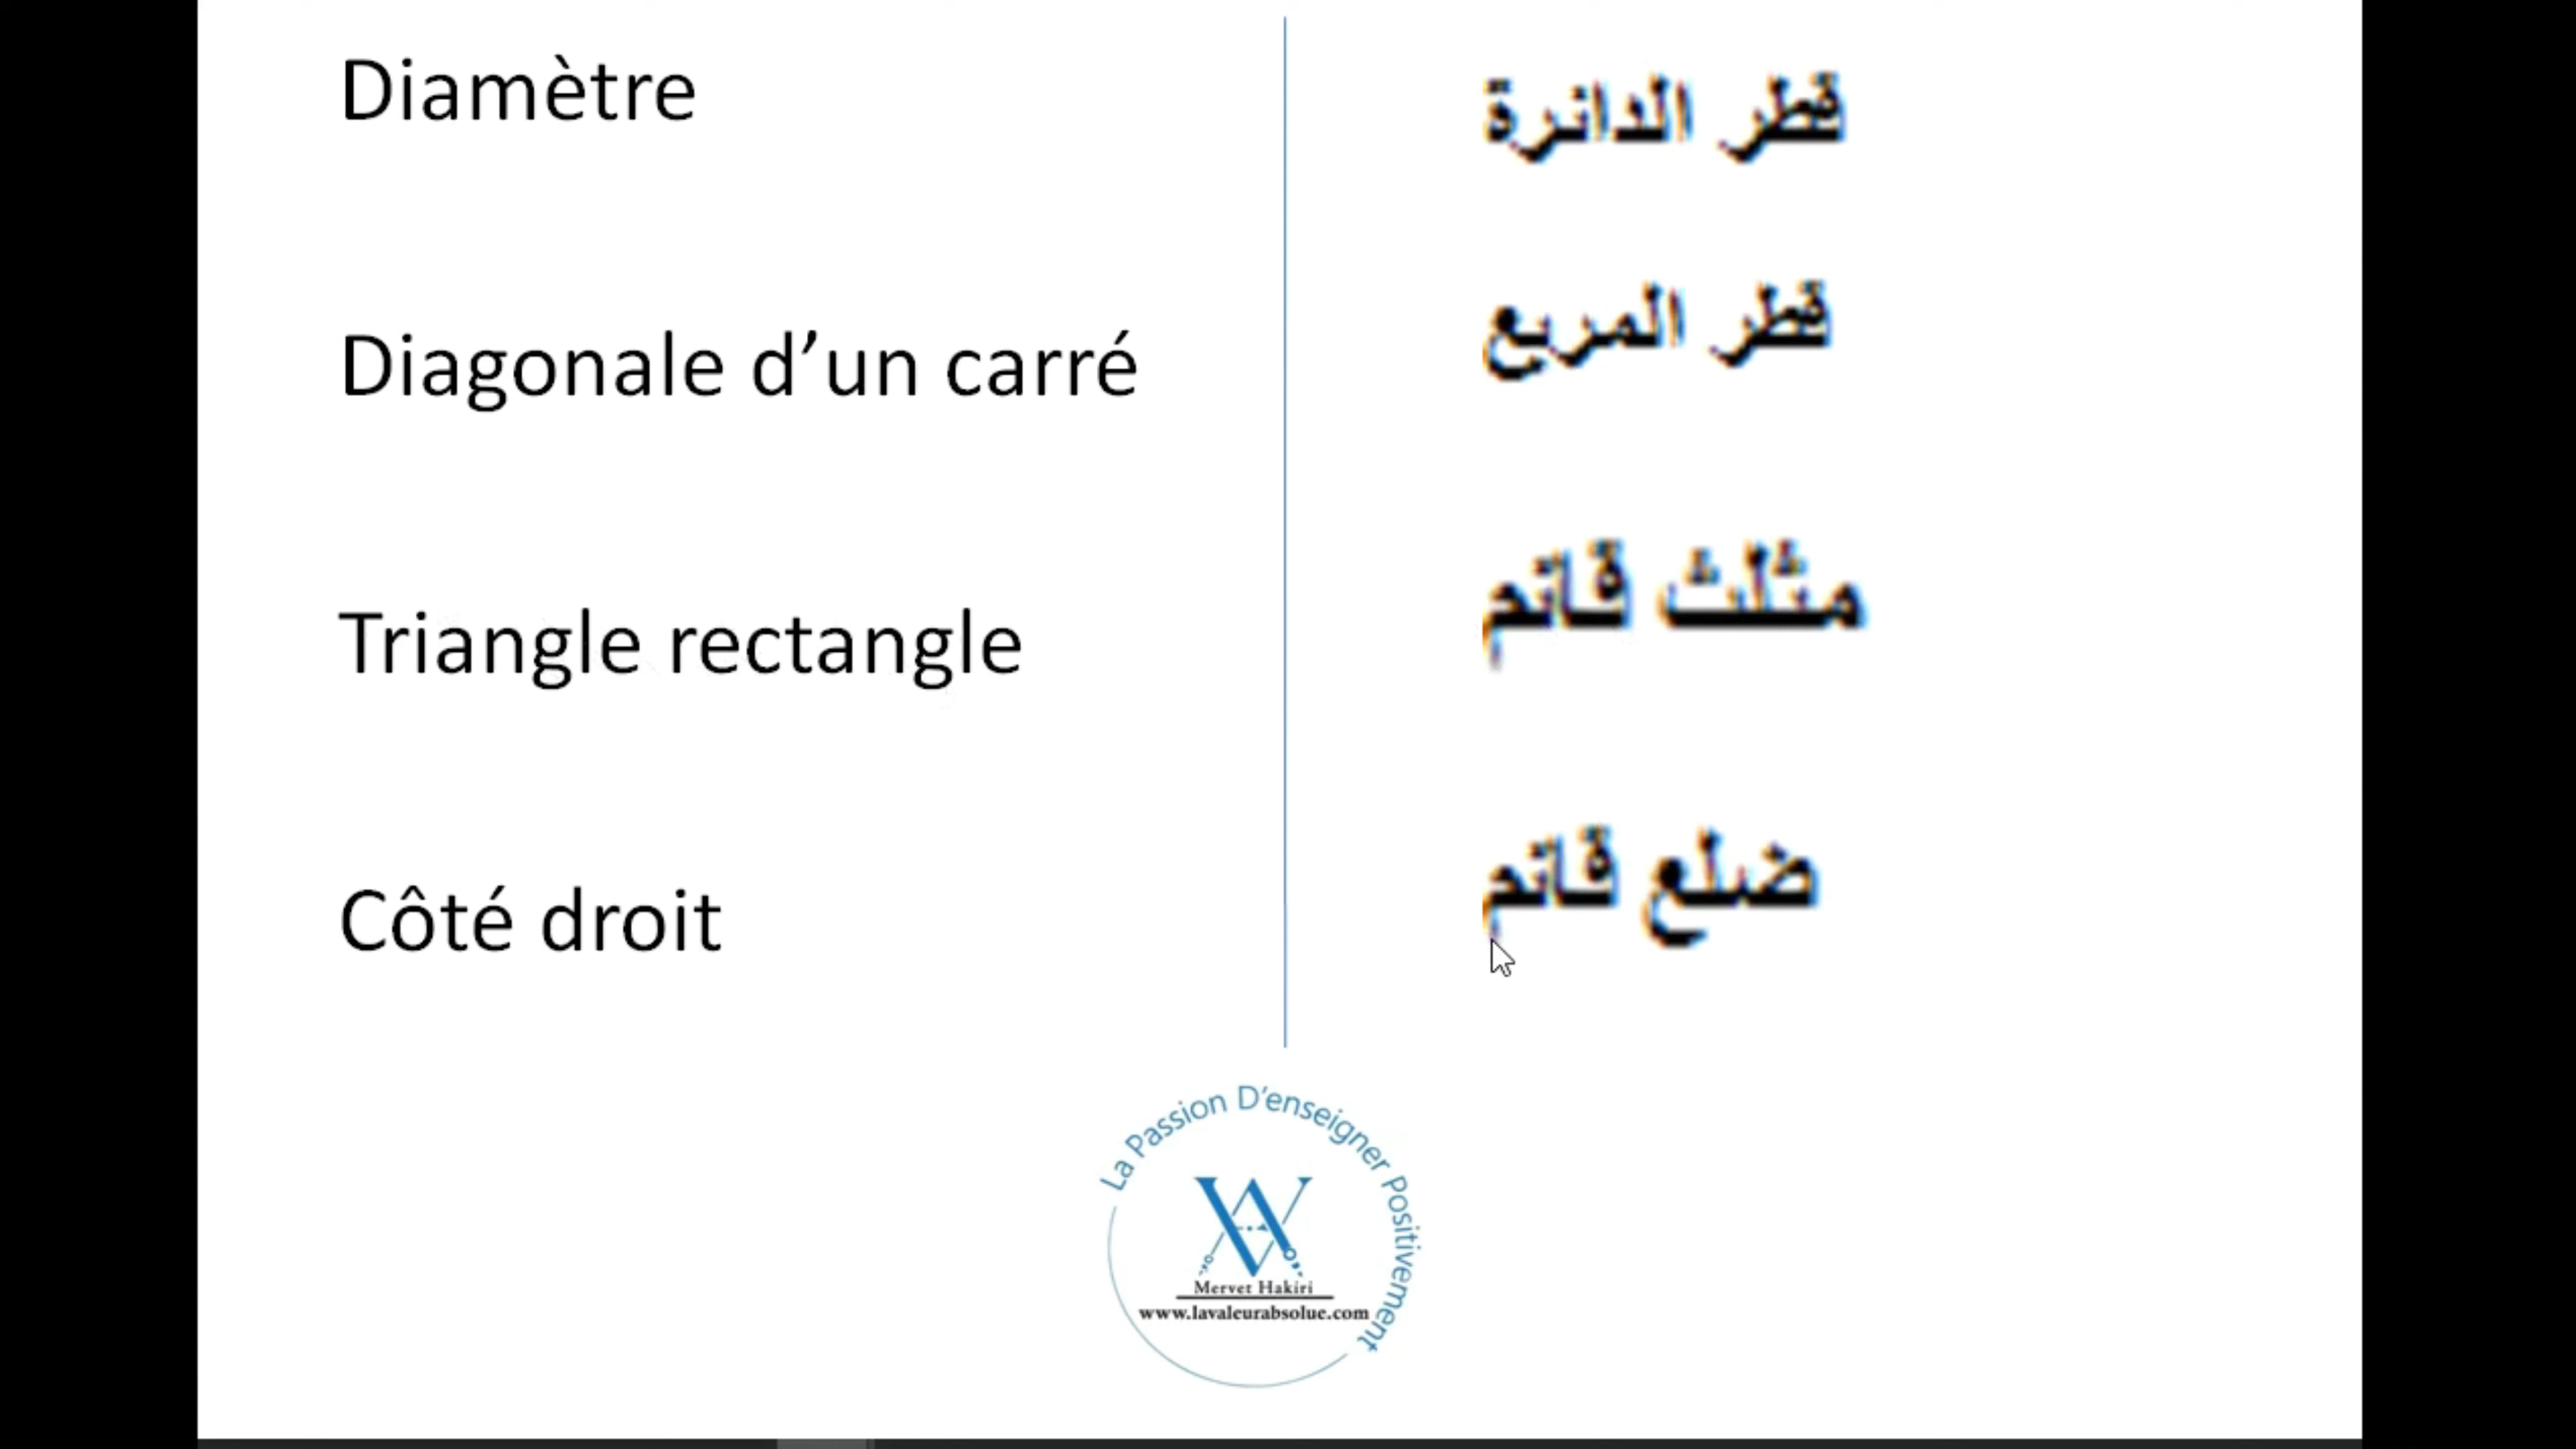 Diamètre
قطر الدائرة
Diagonale d’un carré
قطر المربع
Triangle rectangle
مثلث قائم
Côté droit
ضلع قائم
La Passion D'enseigner Positivement
VA
Mervet Hakiri
www.lavaleurabsolue.com